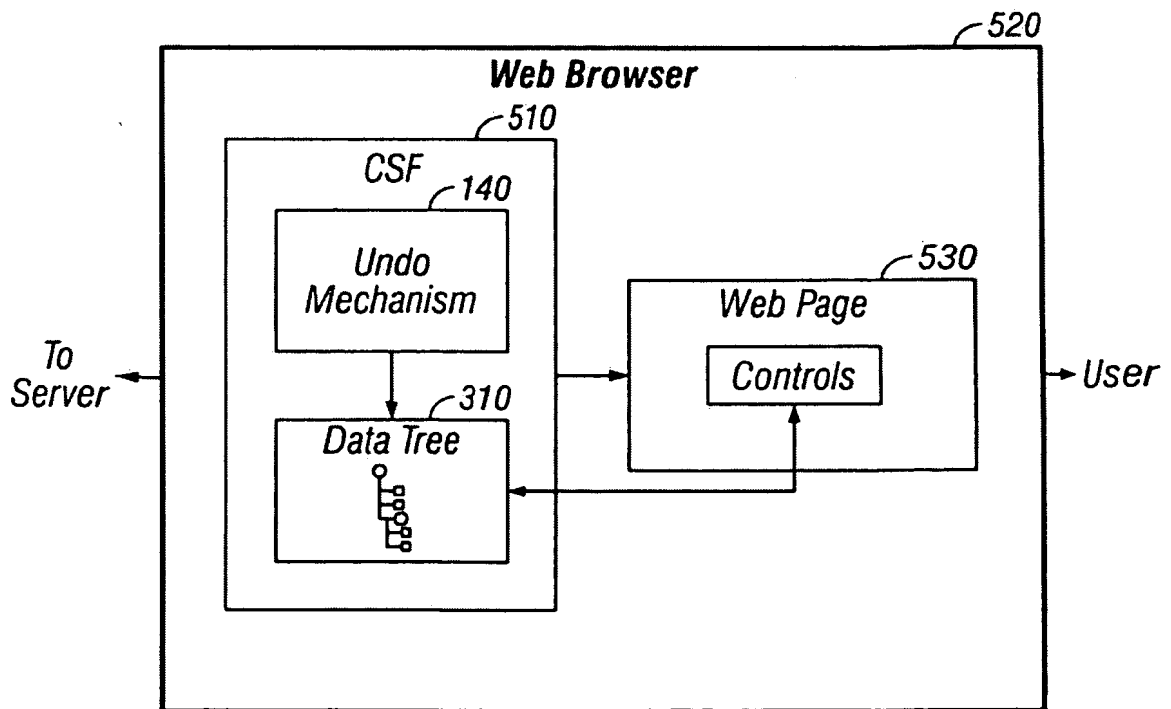 520
Web Browser
510
CSF
140
Undo
Mechanism
530
Web Page
Controls
To
Server
User
310
Data Tree